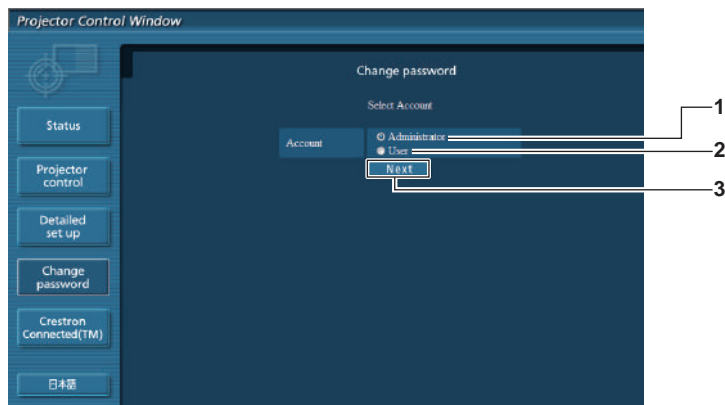 Projector Control Window
Change password
Select Account
Status
Account
Administrator
User
Next
Projector
control
Detailed
set up
Change
password
Crestron
Connected(TM)
日本語
1
2
3